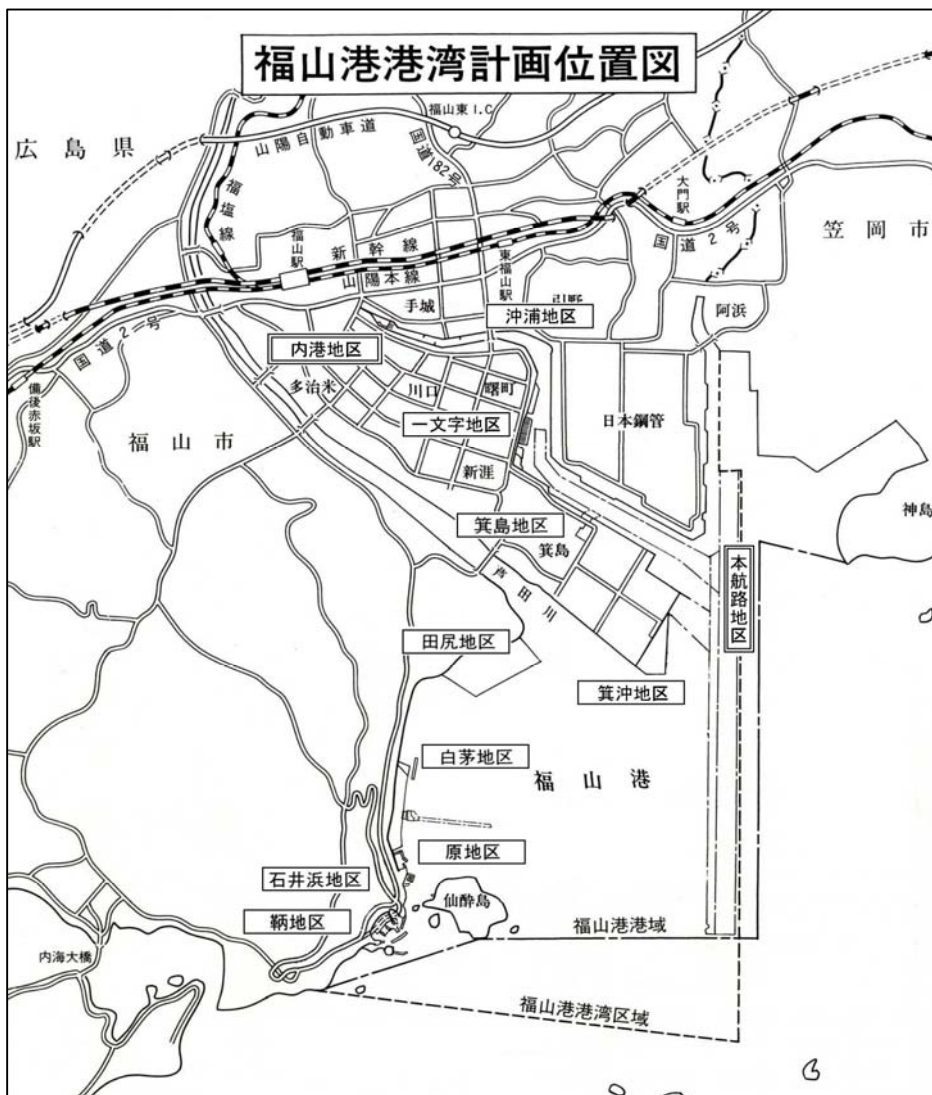 福山港港湾計画位置図
福山東I.C
山陽自動車道
国道182号
広島県
福塩線
大門駅
福山駅
新幹線
国道2号
笠岡市
山陽本線
東福山駅
手城
引野
沖浦地区
阿浜
国道2号
内港地区
備後赤坂駅
多治米
川口
曙町
日本鋼管
一文字地区
福山市
新涯
神島
箕島地区
箕島
本航路地区
芦田川
田尻地区
箕沖地区
白茅地区
福山港
原地区
石井浜地区
仙酔島
鞆地区
福山港港域
内海大橋
福山港港湾区域